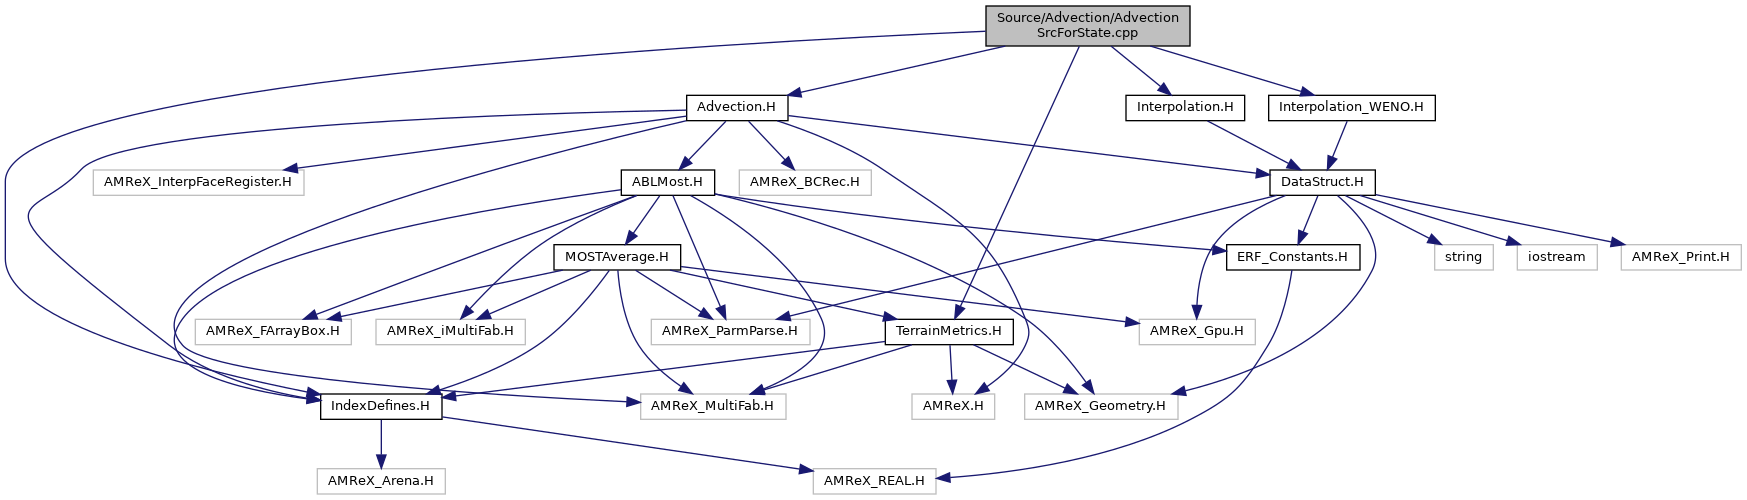 Source/Advection/Advection
SrcForState.cpp
Advection.H
Interpolation.H
Interpolation_WENO.H
AMReX_InterpFaceRegister.H
ABLMost.H
AMReX_BCRec.H
DataStruct.H
MOSTAverage.H
ERF_Constants.H
string
iostream
AMReX_Print.H
AMReX_FArrayBox.H
AMReX_iMultiFab.H
AMReX_ParmParse.H
TerrainMetrics.H
AMReX_Gpu.H
IndexDefines.H
AMReX_MultiFab.H
AMReX.H
AMReX_Geometry.H
AMReX_Arena.H
AMReX_REAL.H